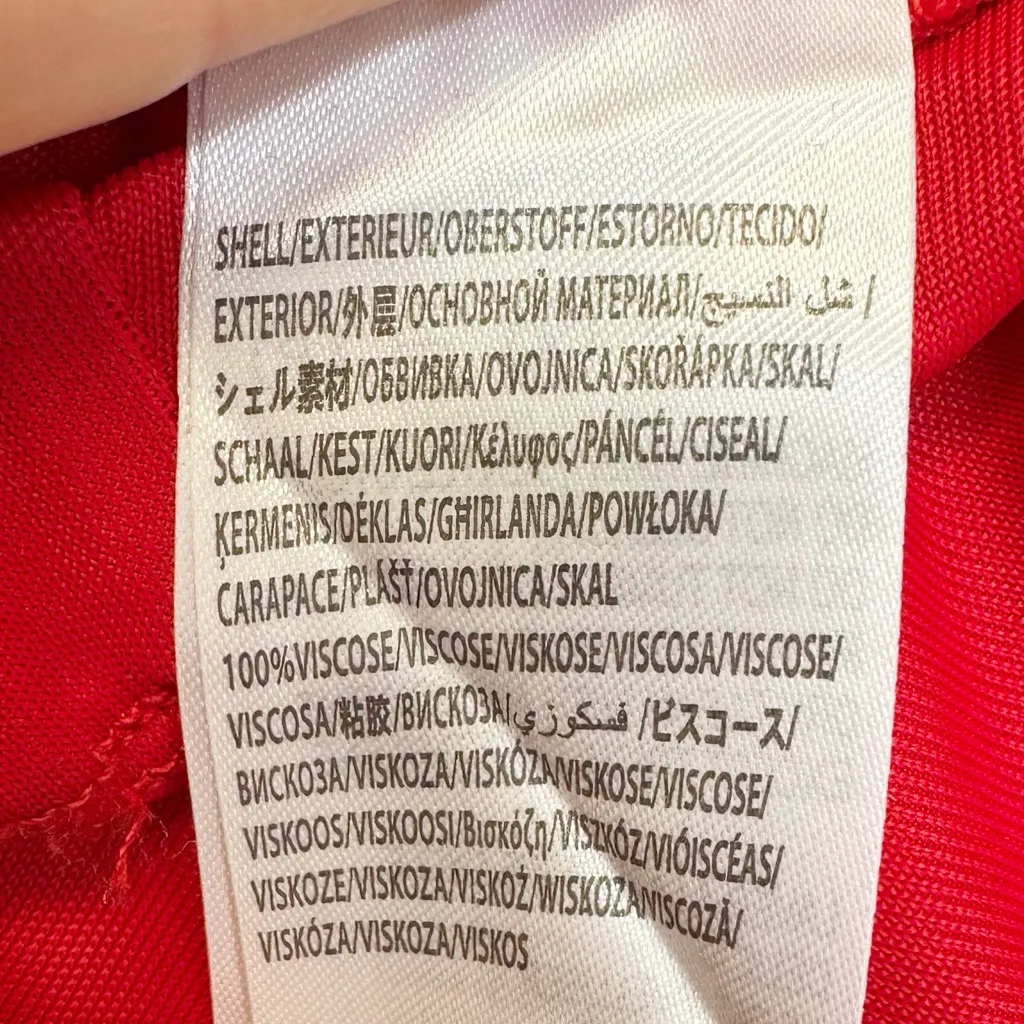 SHELL/EXTERIEUR/OBERSTOFF/ESTORNO/TECIDO/
EXTERIOR/外层/ОСНОВНОЙ МАТЕРИАЛ/شل النسيج/
シェル素材/ОБВИВКА/OVOJNICA/SKOŘÁPKA/SKAL/
SCHAAL/KEST/KUORI/Κέλυφος/PÁNCÉL/CISEAL/
ĶERMENIS/DĖKLAS/GĦIRLANDA/POWŁOKA/
CARAPACE/PLÁŠŤ/OVOJNICA/SKAL
100%VISCOSE/VISCOSE/VISKOSE/VISCOSA/VISCOSE/
VISCOSA/粘胶/ВИСКОЗА/فسكوزي/ビスコース/
ВИСКОЗА/VISKOZA/VISKÓZA/VISKOSE/VISCOSE/
VISKOOS/VISKOOSI/Βισκόζη/VISZKÓZ/VIÓISCÉAS/
VISKOZE/VISKOZA/VISKOŻ/WISKOZA/VISCOZĂ/
VISKÓZA/VISKOZA/VISKOS